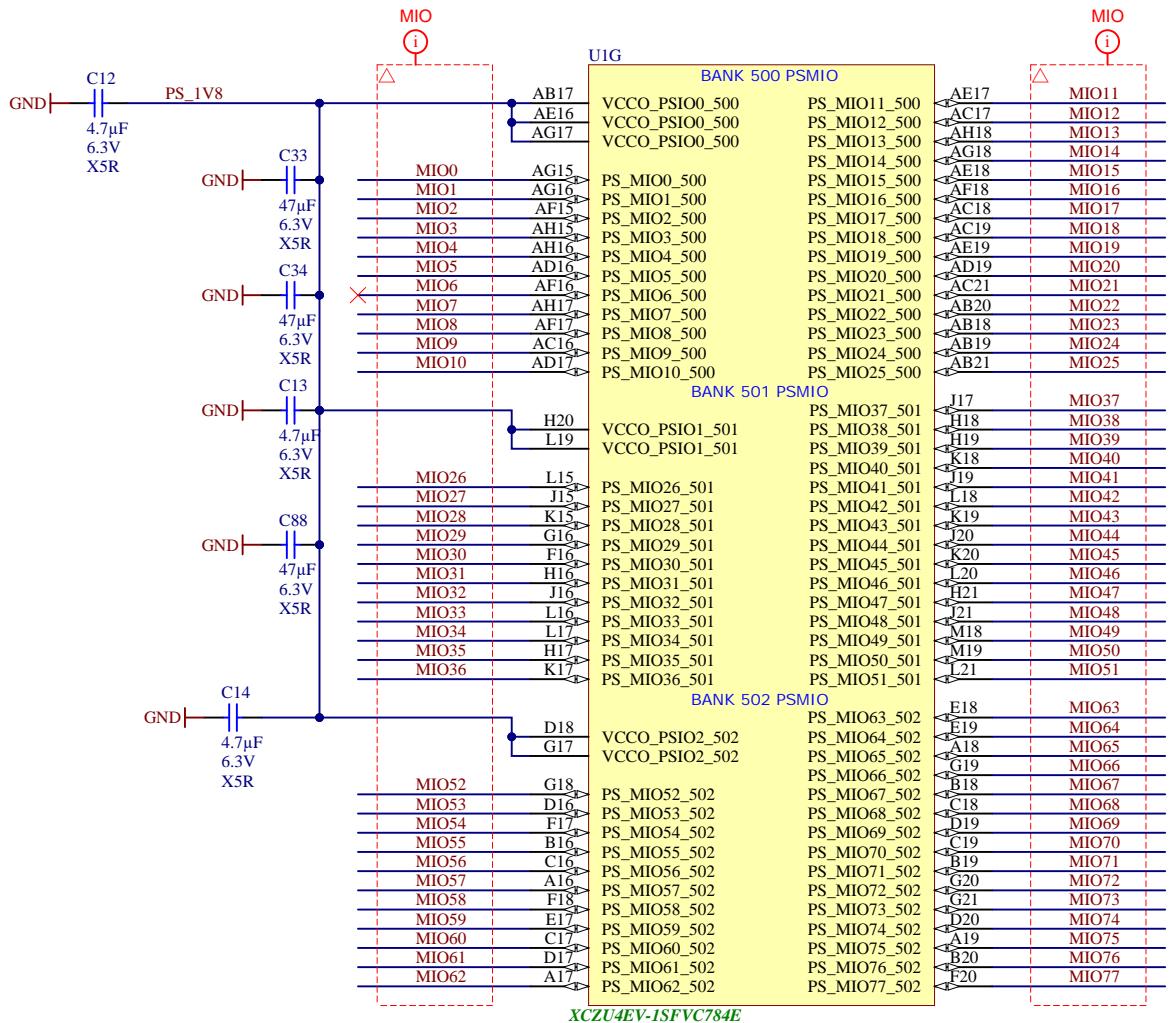 MIO MIO
i i
U1G
BANK 500 PSMIO
C12
4.7µF
6.3V
X5R
GND PS_1V8
AB17 VCCO_PSIO0_500 PS_MIO11_500 AE17 MIO11
AE16 VCCO_PSIO0_500 PS_MIO12_500 AC17 MIO12
AG17 VCCO_PSIO0_500 PS_MIO13_500 AH18 MIO13
PS_MIO14_500 AG18 MIO14
C33
GND
47µF
6.3V
X5R
MIO0 AG15 PS_MIO0_500 PS_MIO15_500 AE18 MIO15
MIO1 AG16 PS_MIO1_500 PS_MIO16_500 AF18 MIO16
MIO2 AF15 PS_MIO2_500 PS_MIO17_500 AC18 MIO17
MIO3 AH15 PS_MIO3_500 PS_MIO18_500 AC19 MIO18
MIO4 AH16 PS_MIO4_500 PS_MIO19_500 AE19 MIO19
MIO5 AD16 PS_MIO5_500 PS_MIO20_500 AD19 MIO20
C34
GND
47µF
6.3V
X5R
MIO6 AF16 PS_MIO6_500 PS_MIO21_500 AC21 MIO21
MIO7 AH17 PS_MIO7_500 PS_MIO22_500 AB20 MIO22
MIO8 AF17 PS_MIO8_500 PS_MIO23_500 AB18 MIO23
MIO9 AC16 PS_MIO9_500 PS_MIO24_500 AB19 MIO24
MIO10 AD17 PS_MIO10_500 PS_MIO25_500 AB21 MIO25
BANK 501 PSMIO
C13
GND
4.7µF
6.3V
X5R
PS_MIO37_501 J17 MIO37
H20 VCCO_PSIO1_501 PS_MIO38_501 H18 MIO38
L19 VCCO_PSIO1_501 PS_MIO39_501 H19 MIO39
PS_MIO40_501 K18 MIO40
MIO26 L15 PS_MIO26_501 PS_MIO41_501 J19 MIO41
MIO27 J15 PS_MIO27_501 PS_MIO42_501 L18 MIO42
MIO28 K15 PS_MIO28_501 PS_MIO43_501 K19 MIO43
C88
GND
47µF
6.3V
X5R
MIO29 G16 PS_MIO29_501 PS_MIO44_501 J20 MIO44
MIO30 F16 PS_MIO30_501 PS_MIO45_501 K20 MIO45
MIO31 H16 PS_MIO31_501 PS_MIO46_501 L20 MIO46
MIO32 J16 PS_MIO32_501 PS_MIO47_501 H21 MIO47
MIO33 L16 PS_MIO33_501 PS_MIO48_501 J21 MIO48
MIO34 L17 PS_MIO34_501 PS_MIO49_501 M18 MIO49
MIO35 H17 PS_MIO35_501 PS_MIO50_501 M19 MIO50
MIO36 K17 PS_MIO36_501 PS_MIO51_501 L21 MIO51
BANK 502 PSMIO
C14
GND
4.7µF
6.3V
X5R
PS_MIO63_502 E18 MIO63
D18 VCCO_PSIO2_502 PS_MIO64_502 E19 MIO64
G17 VCCO_PSIO2_502 PS_MIO65_502 A18 MIO65
PS_MIO66_502 G19 MIO66
MIO52 G18 PS_MIO52_502 PS_MIO67_502 B18 MIO67
MIO53 D16 PS_MIO53_502 PS_MIO68_502 C18 MIO68
MIO54 F17 PS_MIO54_502 PS_MIO69_502 D19 MIO69
MIO55 B16 PS_MIO55_502 PS_MIO70_502 C19 MIO70
MIO56 C16 PS_MIO56_502 PS_MIO71_502 B19 MIO71
MIO57 A16 PS_MIO57_502 PS_MIO72_502 G20 MIO72
MIO58 F18 PS_MIO58_502 PS_MIO73_502 G21 MIO73
MIO59 E17 PS_MIO59_502 PS_MIO74_502 D20 MIO74
MIO60 C17 PS_MIO60_502 PS_MIO75_502 A19 MIO75
MIO61 D17 PS_MIO61_502 PS_MIO76_502 B20 MIO76
MIO62 A17 PS_MIO62_502 PS_MIO77_502 F20 MIO77
XCZU4EV-1SFVC784E